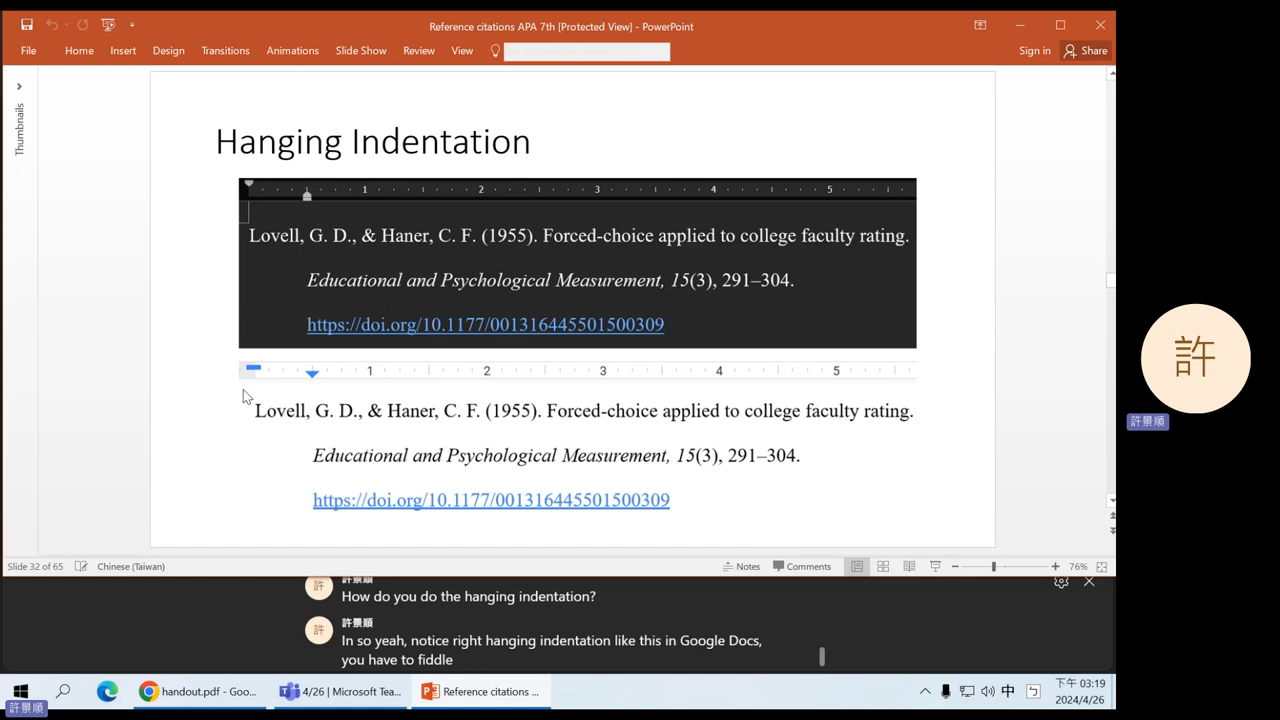 Reference citations APA 7th [Protected View] - PowerPoint
File Home Insert Design Transitions Animations Slide Show Review View
Sign in Share
Thumbnails
Hanging Indentation
1 2 3 4 5
Lovell, G. D., & Haner, C. F. (1955). Forced-choice applied to college faculty rating.
Educational and Psychological Measurement, 15(3), 291–304.
https://doi.org/10.1177/001316445501500309
1 2 3 4 5
Lovell, G. D., & Haner, C. F. (1955). Forced-choice applied to college faculty rating.
Educational and Psychological Measurement, 15(3), 291–304.
https://doi.org/10.1177/001316445501500309
許
許景順
Slide 32 of 65 Chinese (Taiwan) Notes Comments 76%
許景順
許
How do you do the hanging indentation?
許景順
許
In so yeah, notice right hanging indentation like this in Google Docs,
you have to fiddle
handout.pdf - Goo...
4/26 | Microsoft Tea...
Reference citations ...
中
下午 03:19
2024/4/26
許景順